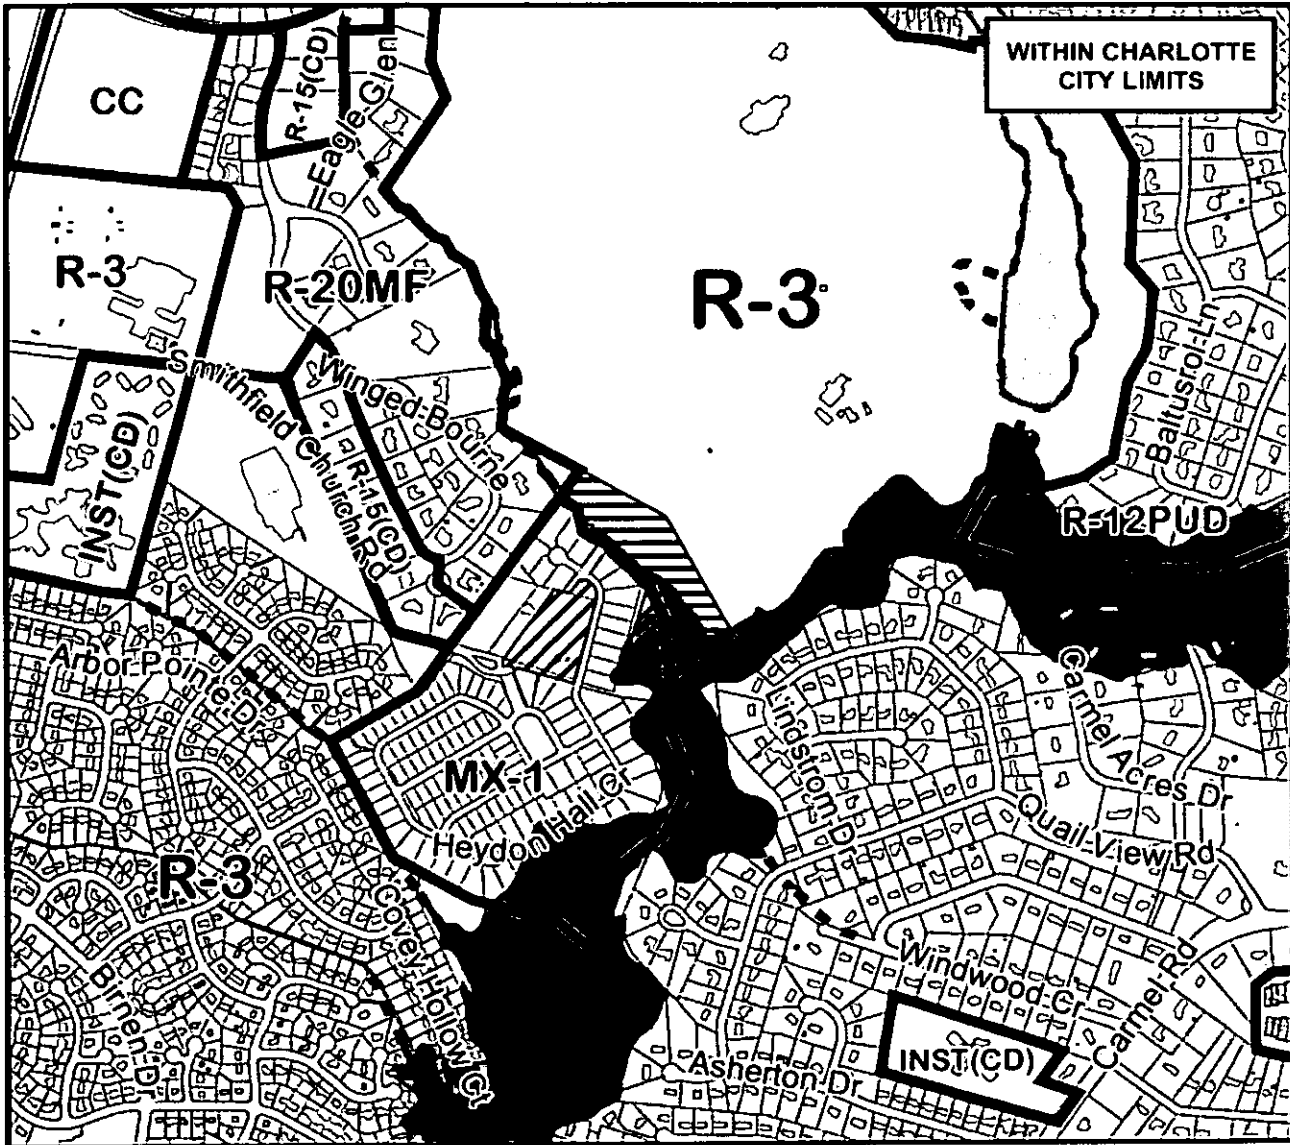 WITHIN CHARLOTTE
CITY LIMITS
CC
R-15(CD)
Eagle Glen
R-3
R-20MF
R-3
Smithfield Church Rd
Winged Bourne
Baltusrol Ln
INST(CD)
R-15(CD)
R-12PUD
Arbor Pointe Dr
MX-1
Heydon Hall Cr
Lindstrom Dr
Carmel Acres Dr
Quail View Rd
R-3
Covey Hollow Ct
Birnen Dr
Windwood Cr
Carmel Rd
INST(CD)
Asherton Dr